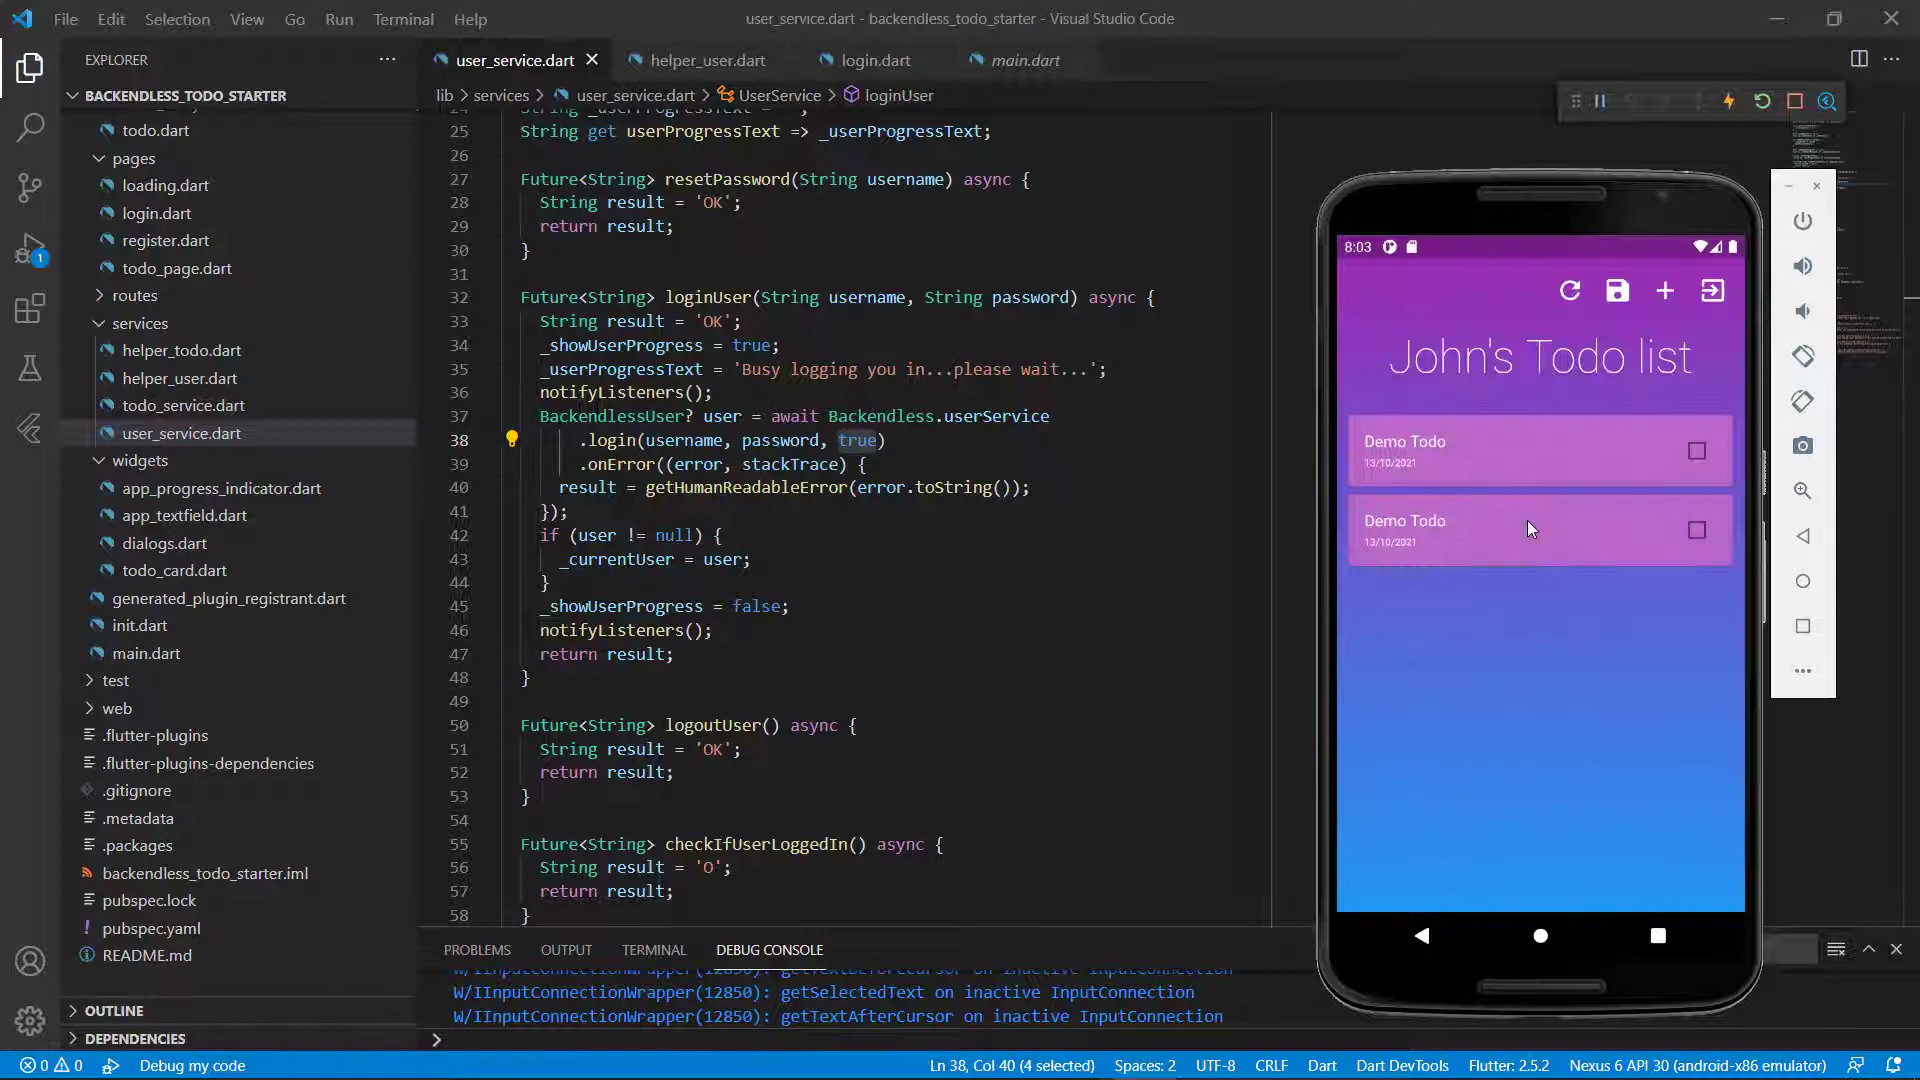 File Edit Selection View Go Run Terminal Help
user_service.dart - backendless_todo_starter - Visual Studio Code
EXPLORER
BACKENDLESS_TODO_STARTER
todo.dart
pages
loading.dart
login.dart
register.dart
todo_page.dart
routes
services
helper_todo.dart
helper_user.dart
todo_service.dart
user_service.dart
widgets
app_progress_indicator.dart
app_textfield.dart
dialogs.dart
todo_card.dart
generated_plugin_registrant.dart
init.dart
main.dart
test
web
.flutter-plugins
.flutter-plugins-dependencies
.gitignore
.metadata
.packages
backendless_todo_starter.iml
pubspec.lock
pubspec.yaml
README.md
OUTLINE
DEPENDENCIES
user_service.dart helper_user.dart login.dart main.dart
lib > services > user_service.dart > UserService > loginUser
25 String get userProgressText => _userProgressText;
26
27 Future<String> resetPassword(String username) async {
28 String result = 'OK';
29 return result;
30 }
31
32 Future<String> loginUser(String username, String password) async {
33 String result = 'OK';
34 _showUserProgress = true;
35 _userProgressText = 'Busy logging you in...please wait...';
36 notifyListeners();
37 BackendlessUser? user = await Backendless.userService
38 .login(username, password, true)
39 .onError((error, stackTrace) {
40 result = getHumanReadableError(error.toString());
41 });
42 if (user != null) {
43 _currentUser = user;
44 }
45 _showUserProgress = false;
46 notifyListeners();
47 return result;
48 }
49
50 Future<String> logoutUser() async {
51 String result = 'OK';
52 return result;
53 }
54
55 Future<String> checkIfUserLoggedIn() async {
56 String result = 'O';
57 return result;
58 }
8:03
John's Todo list
Demo Todo
13/10/2021
Demo Todo
13/10/2021
PROBLEMS OUTPUT TERMINAL DEBUG CONSOLE
W/IInputConnectionWrapper(12850): getTextBeforeCursor on inactive InputConnection
W/IInputConnectionWrapper(12850): getSelectedText on inactive InputConnection
W/IInputConnectionWrapper(12850): getTextAfterCursor on inactive InputConnection
0 0 Debug my code Ln 38, Col 40 (4 selected) Spaces: 2 UTF-8 CRLF Dart Dart DevTools Flutter: 2.5.2 Nexus 6 API 30 (android-x86 emulator)